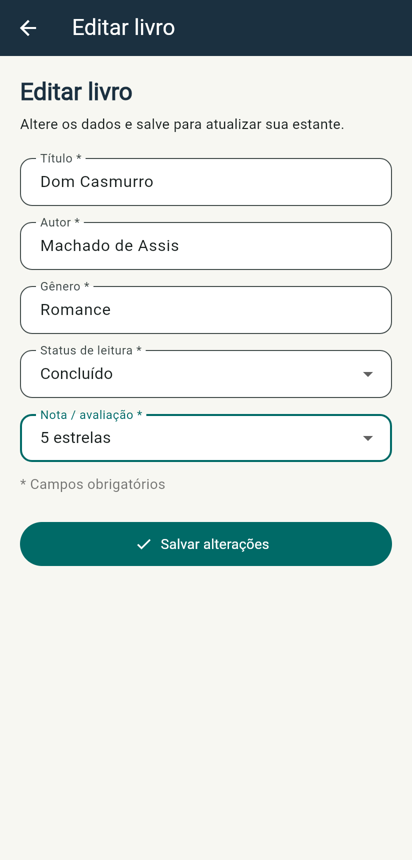 Editar livro
Editar livro
Altere os dados e salve para atualizar sua estante.
Título *
Dom Casmurro
Autor *
Machado de Assis
Gênero *
Romance
Status de leitura *
Concluído
Nota / avaliação *
5 estrelas
* Campos obrigatórios
Salvar alterações